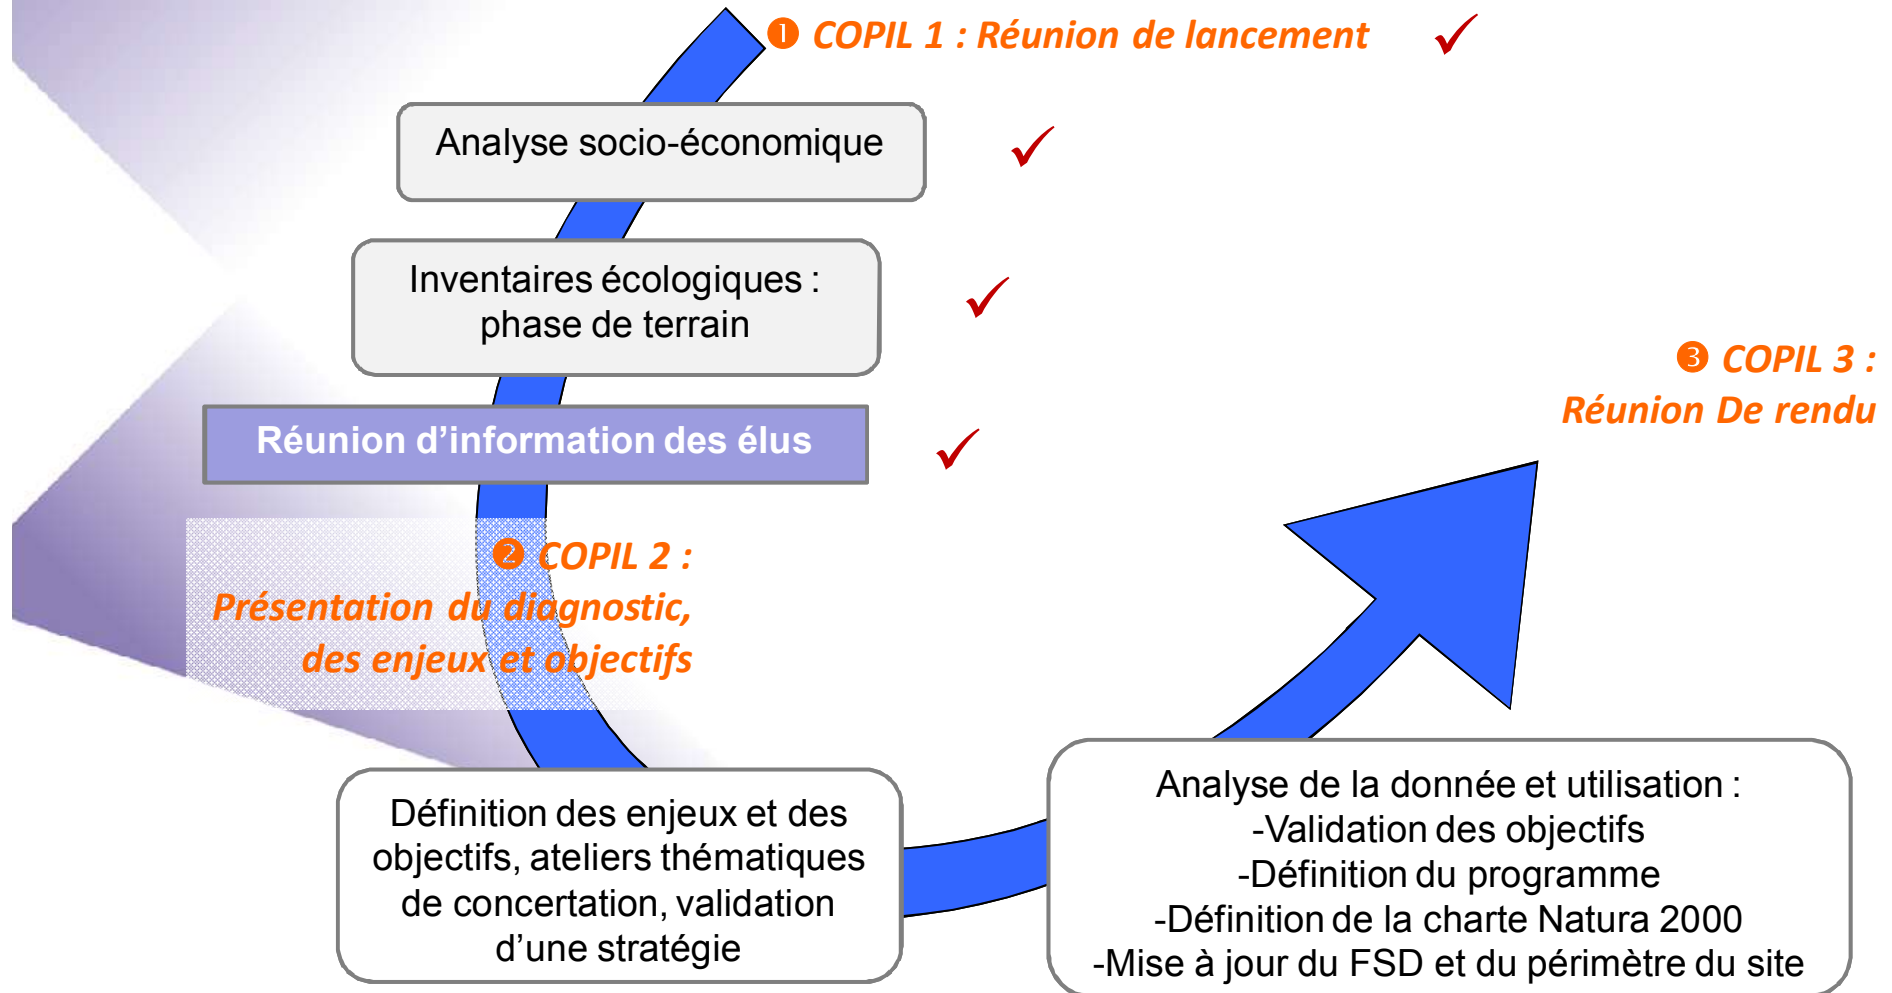 ❶ COPIL 1 : Réunion de lancement ✓
Analyse socio-économique ✓
Inventaires écologiques :
phase de terrain ✓
Réunion d’information des élus ✓
❷ COPIL 2 :
Présentation du diagnostic,
des enjeux et objectifs
Définition des enjeux et des
objectifs, ateliers thématiques
de concertation, validation
d’une stratégie
Analyse de la donnée et utilisation :
-Validation des objectifs
-Définition du programme
-Définition de la charte Natura 2000
-Mise à jour du FSD et du périmètre du site
❸ COPIL 3 :
Réunion De rendu